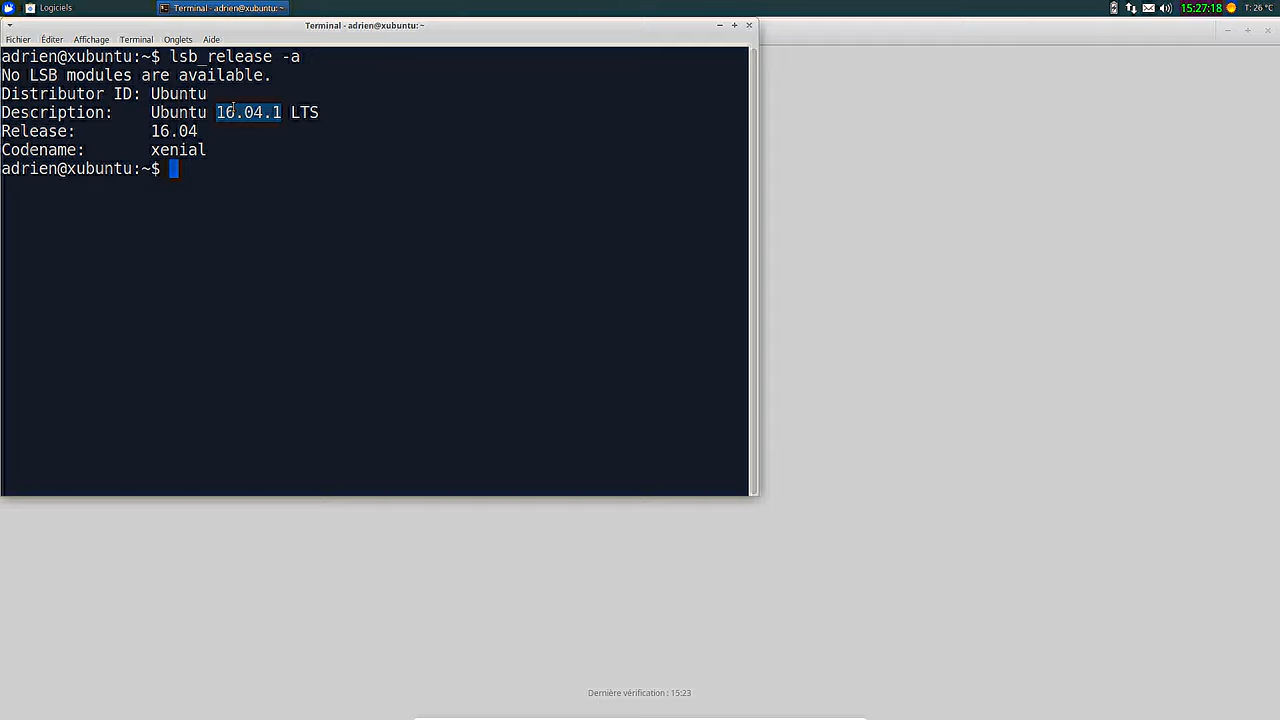 Logiciels
Terminal - adrien@xubuntu: ~
15:27:18
T: 26 °C
Terminal - adrien@xubuntu: ~
Fichier Éditer Affichage Terminal Onglets Aide
adrien@xubuntu:~$ lsb_release -a
No LSB modules are available.
Distributor ID: Ubuntu
Description: Ubuntu 16.04.1 LTS
Release: 16.04
Codename: xenial
adrien@xubuntu:~$
Dernière vérification : 15:23